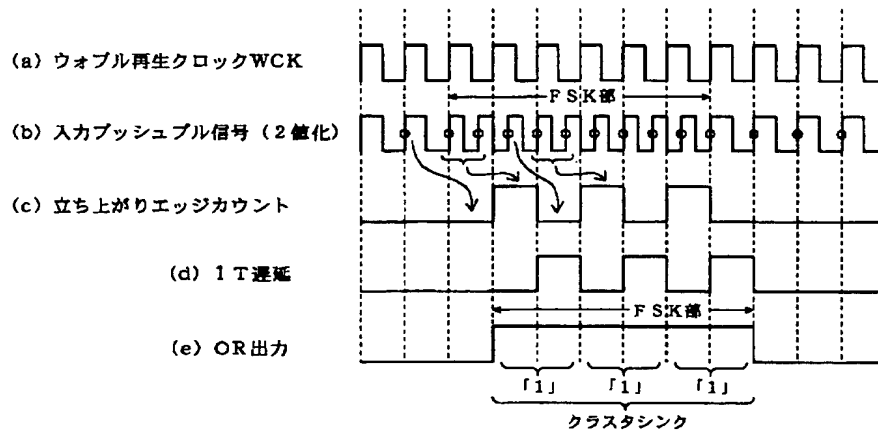 (a) ウォブル再生クロックWCK
FSK部
(b) 入力プッシュプル信号(2値化)
(c) 立ち上がりエッジカウント
(d) 1T遅延
FSK部
(e) OR出力
「1」 「1」 「1」
クラスタシンク